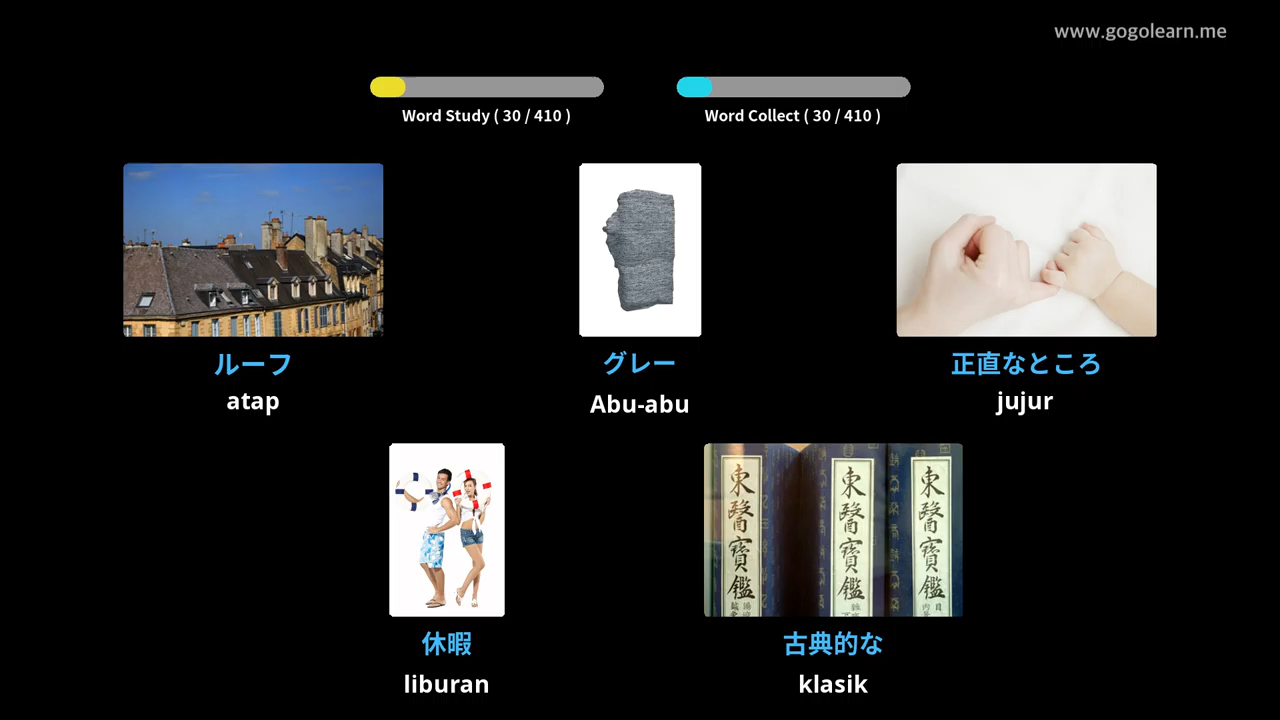 www.gogolearn.me
Word Study ( 30 / 410 )
Word Collect ( 30 / 410 )
ルーフ
atap
グレー
Abu-abu
正直なところ
jujur
休暇
liburan
東醫寶鑑
東醫寶鑑
東醫寶鑑
古典的な
klasik